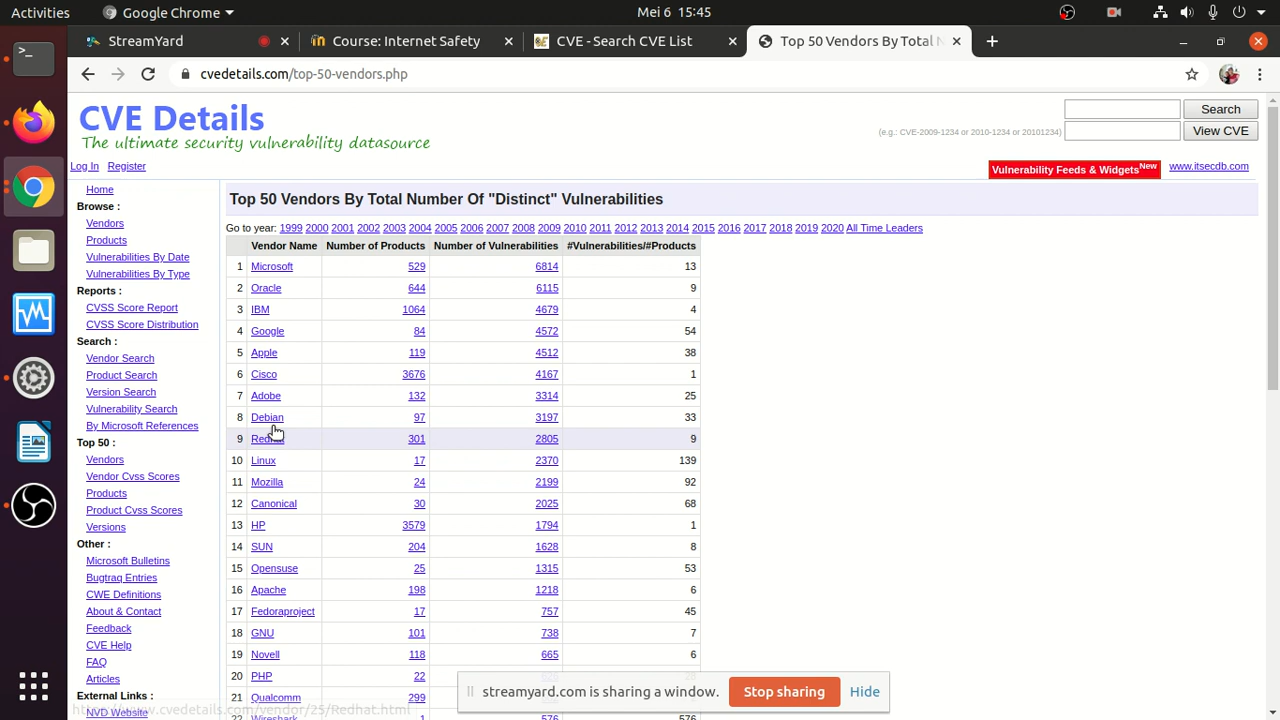 Activities Google Chrome Mei 6 15:45
StreamYard Course: Internet Safety CVE - Search CVE List Top 50 Vendors By Total N
cvedetails.com/top-50-vendors.php
CVE Details
The ultimate security vulnerability datasource
Search
(e.g.: CVE-2009-1234 or 2010-1234 or 20101234) View CVE
Log In Register
Vulnerability Feeds & WidgetsNew www.itsecdb.com
Home
Browse :
Vendors
Products
Vulnerabilities By Date
Vulnerabilities By Type
Reports :
CVSS Score Report
CVSS Score Distribution
Search :
Vendor Search
Product Search
Version Search
Vulnerability Search
By Microsoft References
Top 50 :
Vendors
Vendor Cvss Scores
Products
Product Cvss Scores
Versions
Other :
Microsoft Bulletins
Bugtraq Entries
CWE Definitions
About & Contact
Feedback
CVE Help
FAQ
Articles
External Links :
NVD Website
Top 50 Vendors By Total Number Of "Distinct" Vulnerabilities
Go to year: 1999 2000 2001 2002 2003 2004 2005 2006 2007 2008 2009 2010 2011 2012 2013 2014 2015 2016 2017 2018 2019 2020 All Time Leaders
Vendor Name Number of Products Number of Vulnerabilities #Vulnerabilities/#Products
1 Microsoft 529 6814 13
2 Oracle 644 6115 9
3 IBM 1064 4679 4
4 Google 84 4572 54
5 Apple 119 4512 38
6 Cisco 3676 4167 1
7 Adobe 132 3314 25
8 Debian 97 3197 33
9 Redhat 301 2805 9
10 Linux 17 2370 139
11 Mozilla 24 2199 92
12 Canonical 30 2025 68
13 HP 3579 1794 1
14 SUN 204 1628 8
15 Opensuse 25 1315 53
16 Apache 198 1218 6
17 Fedoraproject 17 757 45
18 GNU 101 738 7
19 Novell 118 665 6
20 PHP 22
21 Qualcomm 299
22 Wireshark 1 576 576
streamyard.com is sharing a window. Stop sharing Hide
https://www.cvedetails.com/vendor/25/Redhat.html